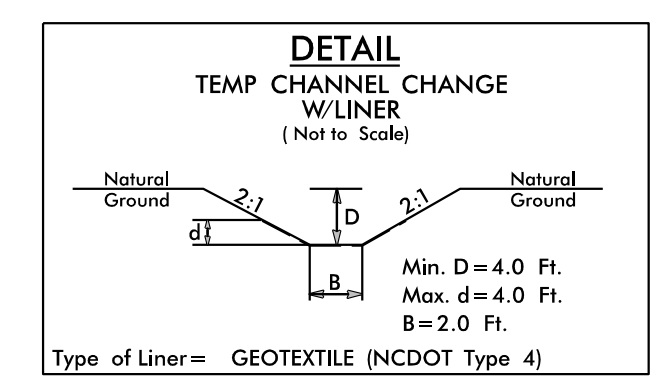 DETAIL
TEMP CHANNEL CHANGE
W/LINER
( Not to Scale)
Natural
Ground
2:1
D
2:1
Natural
Ground
d
B
Min. D=4.0 Ft.
Max. d=4.0 Ft.
B=2.0 Ft.
Type of Liner= GEOTEXTILE (NCDOT Type 4)